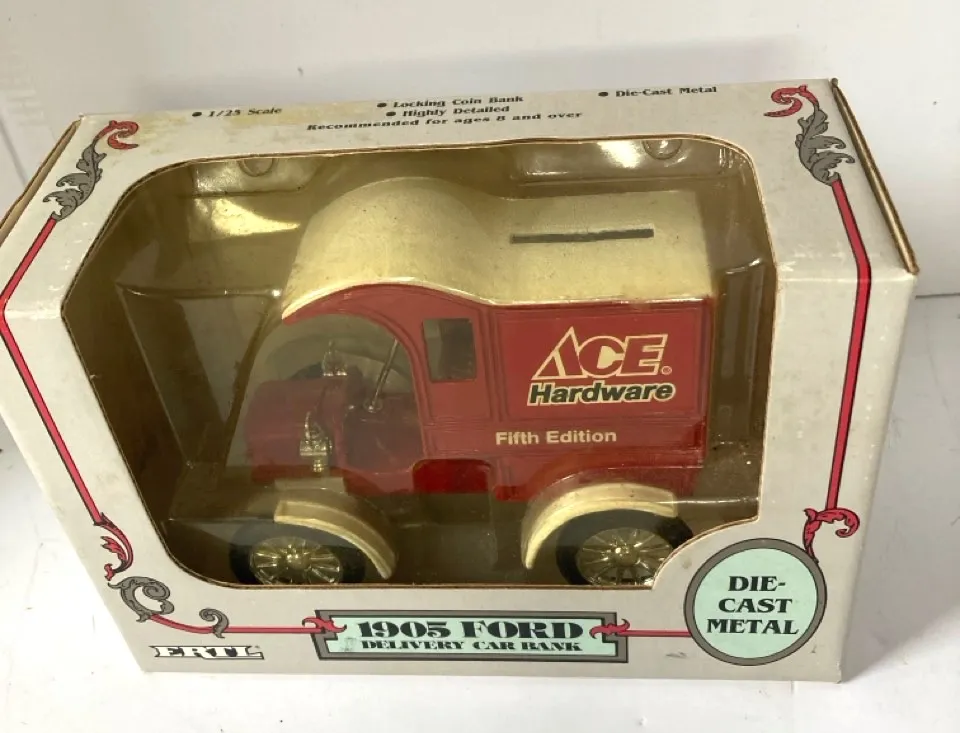 • 1/25 Scale
• Locking Coin Bank
• Highly Detailed
• Die-Cast Metal
Recommended for ages 8 and over
ACE®
Hardware
Fifth Edition
DIE-
CAST
METAL
1905 FORD
DELIVERY CAR BANK
ERTL